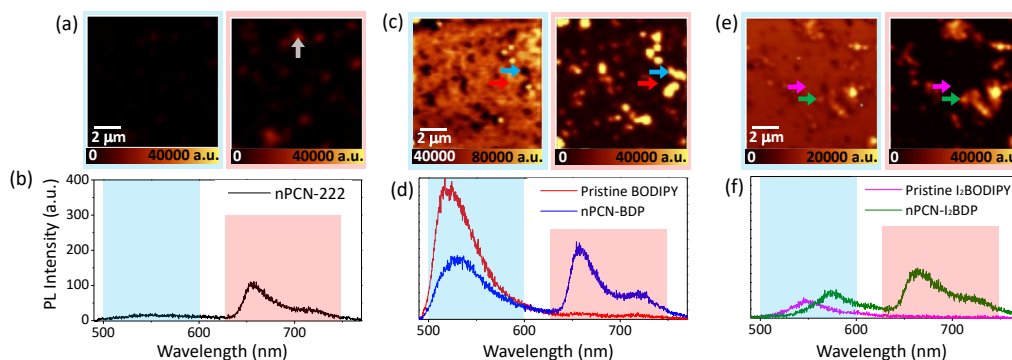 (a)
2 µm
0 40000 a.u.
0 40000 a.u.
(b)
PL Intensity (a.u.)
400
300
200
100
0
nPCN-222
500 600 700
Wavelength (nm)
(c)
2 µm
40000 80000 a.u.
0 40000 a.u.
(d)
Pristine BODIPY
nPCN-BDP
500 600 700
Wavelength (nm)
(e)
2 µm
0 20000 a.u.
0 40000 a.u.
(f)
Pristine I₂BODIPY
nPCN-I₂BDP
500 600 700
Wavelength (nm)